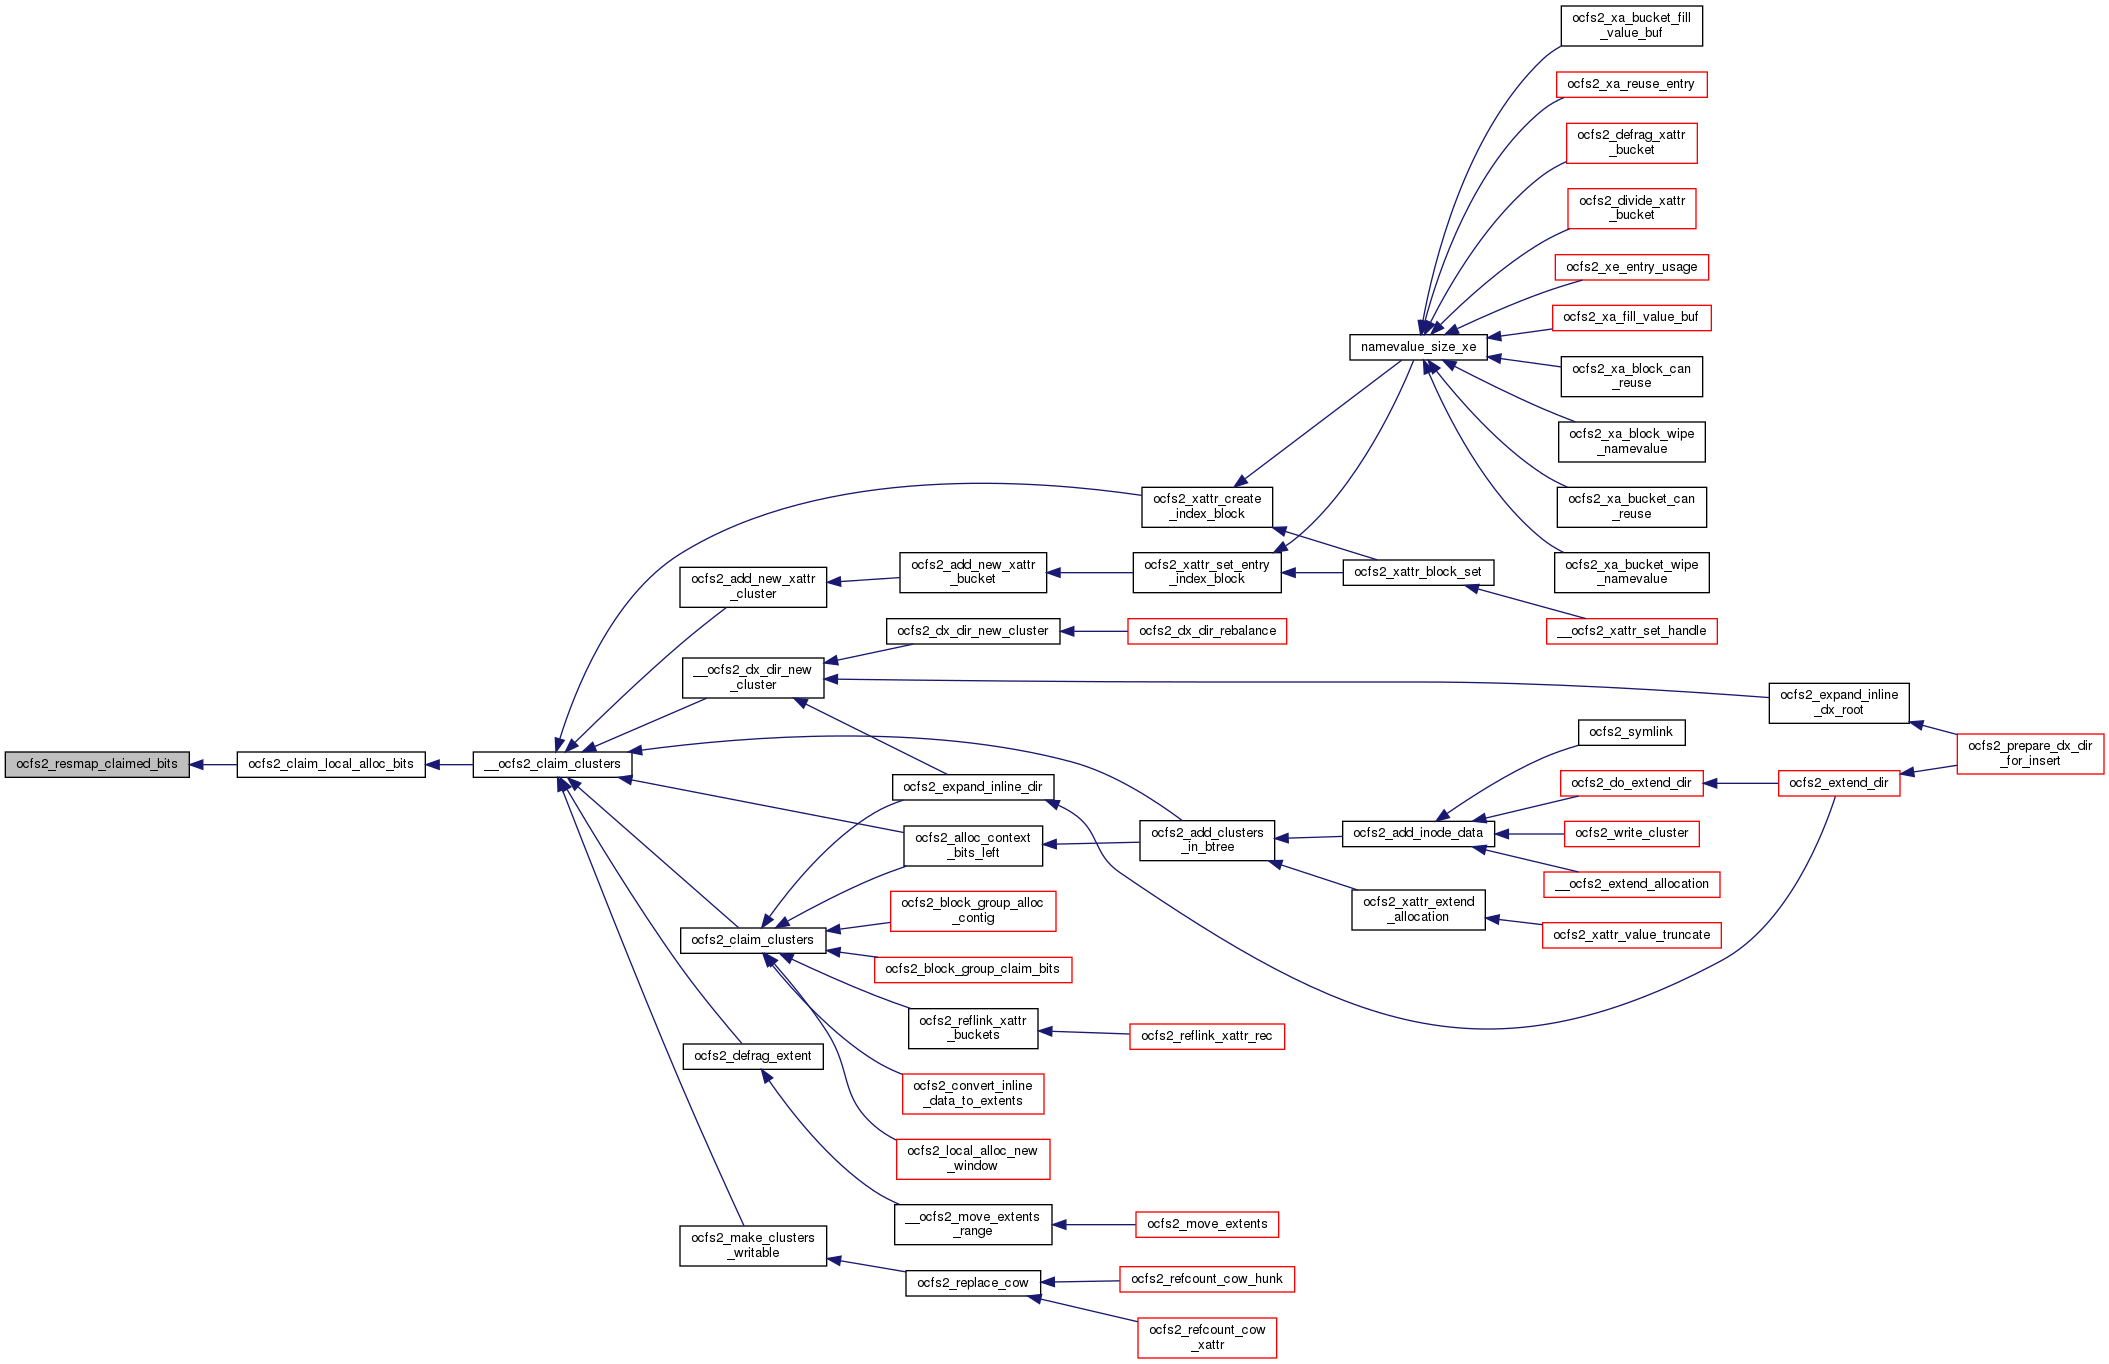 ocfs2_xa_bucket_fill
_value_buf
ocfs2_xa_reuse_entry
ocfs2_defrag_xattr
_bucket
ocfs2_divide_xattr
_bucket
ocfs2_xe_entry_usage
ocfs2_xa_fill_value_buf
namevalue_size_xe
ocfs2_xa_block_can
_reuse
ocfs2_xa_block_wipe
_namevalue
ocfs2_xattr_create
_index_block
ocfs2_xa_bucket_can
_reuse
ocfs2_add_new_xattr
_cluster
ocfs2_add_new_xattr
_bucket
ocfs2_xattr_set_entry
_index_block
ocfs2_xattr_block_set
ocfs2_xa_bucket_wipe
_namevalue
ocfs2_dx_dir_new_cluster
ocfs2_dx_dir_rebalance
__ocfs2_xattr_set_handle
__ocfs2_dx_dir_new
_cluster
ocfs2_expand_inline
_dx_root
ocfs2_symlink
ocfs2_prepare_dx_dir
_for_insert
ocfs2_resmap_claimed_bits
ocfs2_claim_local_alloc_bits
__ocfs2_claim_clusters
ocfs2_expand_inline_dir
ocfs2_do_extend_dir
ocfs2_extend_dir
ocfs2_alloc_context
_bits_left
ocfs2_add_clusters
_in_btree
ocfs2_add_inode_data
ocfs2_write_cluster
__ocfs2_extend_allocation
ocfs2_block_group_alloc
_contig
ocfs2_xattr_extend
_allocation
ocfs2_xattr_value_truncate
ocfs2_claim_clusters
ocfs2_block_group_claim_bits
ocfs2_reflink_xattr
_buckets
ocfs2_reflink_xattr_rec
ocfs2_defrag_extent
ocfs2_convert_inline
_data_to_extents
ocfs2_local_alloc_new
_window
__ocfs2_move_extents
_range
ocfs2_move_extents
ocfs2_make_clusters
_writable
ocfs2_replace_cow
ocfs2_refcount_cow_hunk
ocfs2_refcount_cow
_xattr